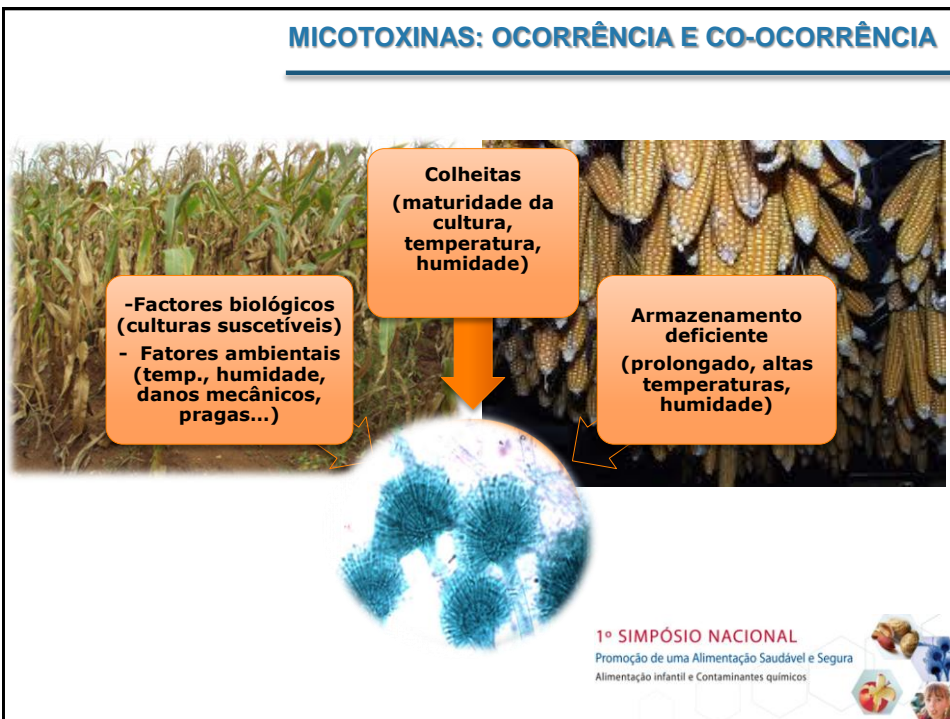 MICOTOXINAS: OCORRÊNCIA E CO-OCORRÊNCIA
Colheitas
(maturidade da
cultura,
temperatura,
humidade)
-Factores biológicos
(culturas suscetíveis)
- Fatores ambientais
(temp., humidade,
danos mecânicos,
pragas...)
Armazenamento
deficiente
(prolongado, altas
temperaturas,
humidade)
1º SIMPÓSIO NACIONAL
Promoção de uma Alimentação Saudável e Segura
Alimentação infantil e Contaminantes químicos